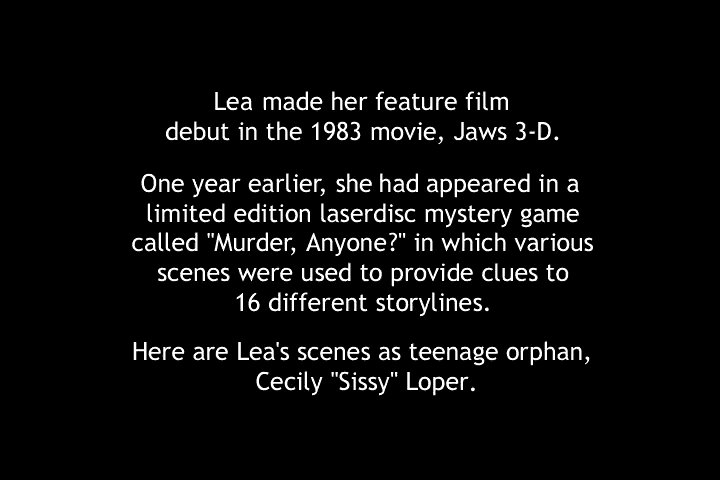 Lea made her feature film
debut in the 1983 movie, Jaws 3-D.
One year earlier, she had appeared in a
limited edition laserdisc mystery game
called "Murder, Anyone?" in which various
scenes were used to provide clues to
16 different storylines.
Here are Lea's scenes as teenage orphan,
Cecily "Sissy" Loper.